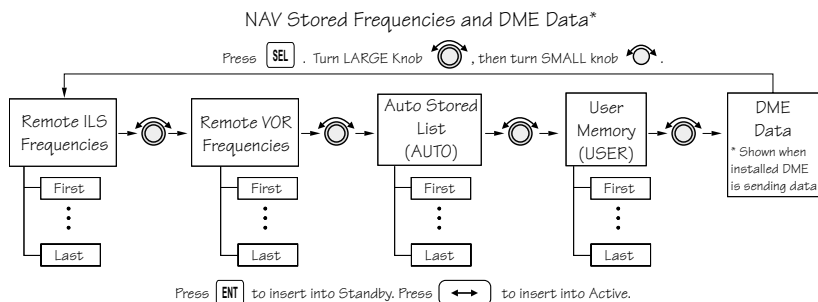 NAV Stored Frequencies and DME Data*
Press SEL . Turn LARGE Knob , then turn SMALL knob .
Remote ILS
Frequencies
Remote VOR
Frequencies
Auto Stored
List
(AUTO)
User
Memory
(USER)
DME
Data
* Shown when
installed DME
is sending data
First
Last
First
Last
First
Last
First
Last
Press ENT to insert into Standby. Press to insert into Active.